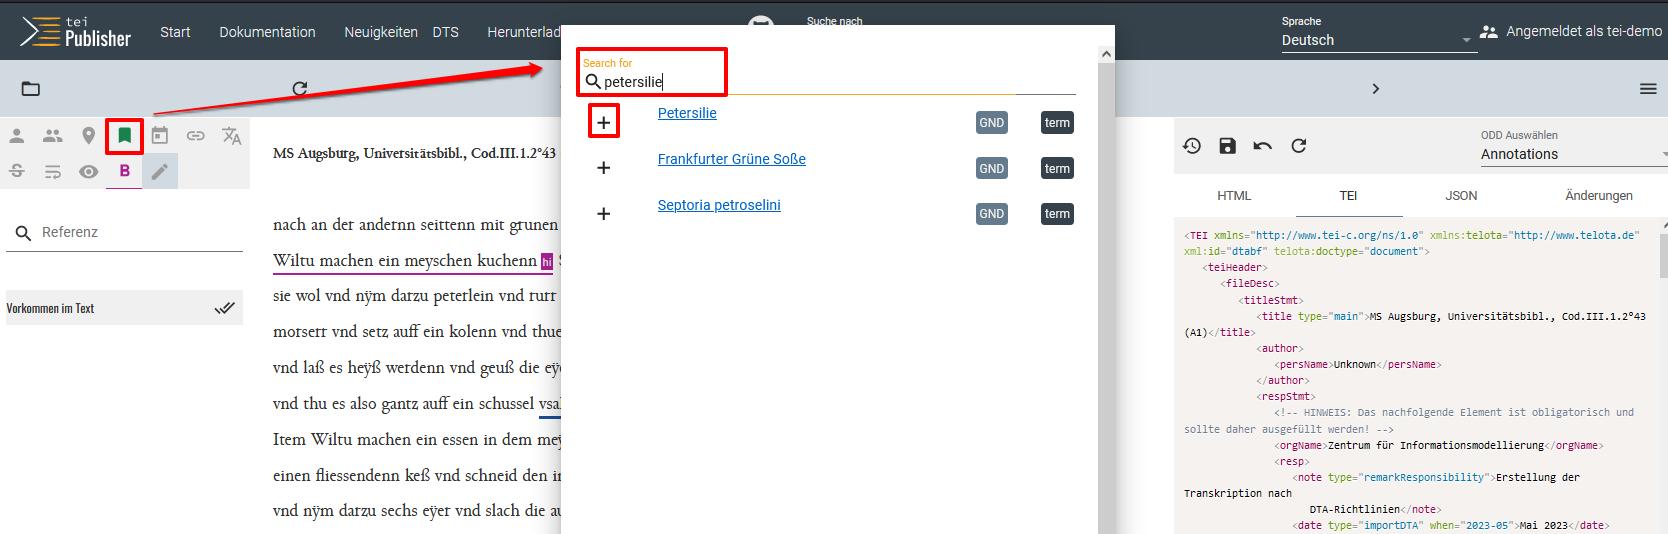 tei
Publisher
Start
Dokumentation
Neuigkeiten
DTS
Herunterlad
Suche nach
Sprache
Deutsch
Angemeldet als tei-demo
Search for
petersilie
Petersilie
GND
term
Frankfurter Grüne Soße
GND
term
Septoria petroselini
GND
term
B
Referenz
Vorkommen im Text
MS Augsburg, Universitätsbibl., Cod.III.1.2°43
nach an der andernn seittenn mit grunen
Wiltu machen ein meyschen kuchenn hi
sie wol vnd nÿm darzu peterlein vnd rurr
morserr vnd setz auff ein kolenn vnd thue
vnd laß es heÿß werdenn vnd geuß die eÿe
vnd thu es also gantz auff ein schussel vsal
Item Wiltu machen ein essen in dem meÿ
einen fliessendenn keß vnd schneid den in
vnd nÿm darzu sechs eÿer vnd slach die au
ODD Auswählen
Annotations
HTML
TEI
JSON
Änderungen
<TEI xmlns="http://www.tei-c.org/ns/1.0" xmlns:telota="http://www.telota.de"
xml:id="dtabf" telota:doctype="document">
<teiHeader>
<fileDesc>
<titleStmt>
<title type="main">MS Augsburg, Universitätsbibl., Cod.III.1.2°43
(A1)</title>
<author>
<persName>Unknown</persName>
</author>
<respStmt>
<!-- HINWEIS: Das nachfolgende Element ist obligatorisch und
sollte daher ausgefüllt werden! -->
<orgName>Zentrum für Informationsmodellierung</orgName>
<resp>
<note type="remarkResponsibility">Erstellung der
Transkription nach
DTA-Richtlinien</note>
<date type="importDTA" when="2023-05">Mai 2023</date>